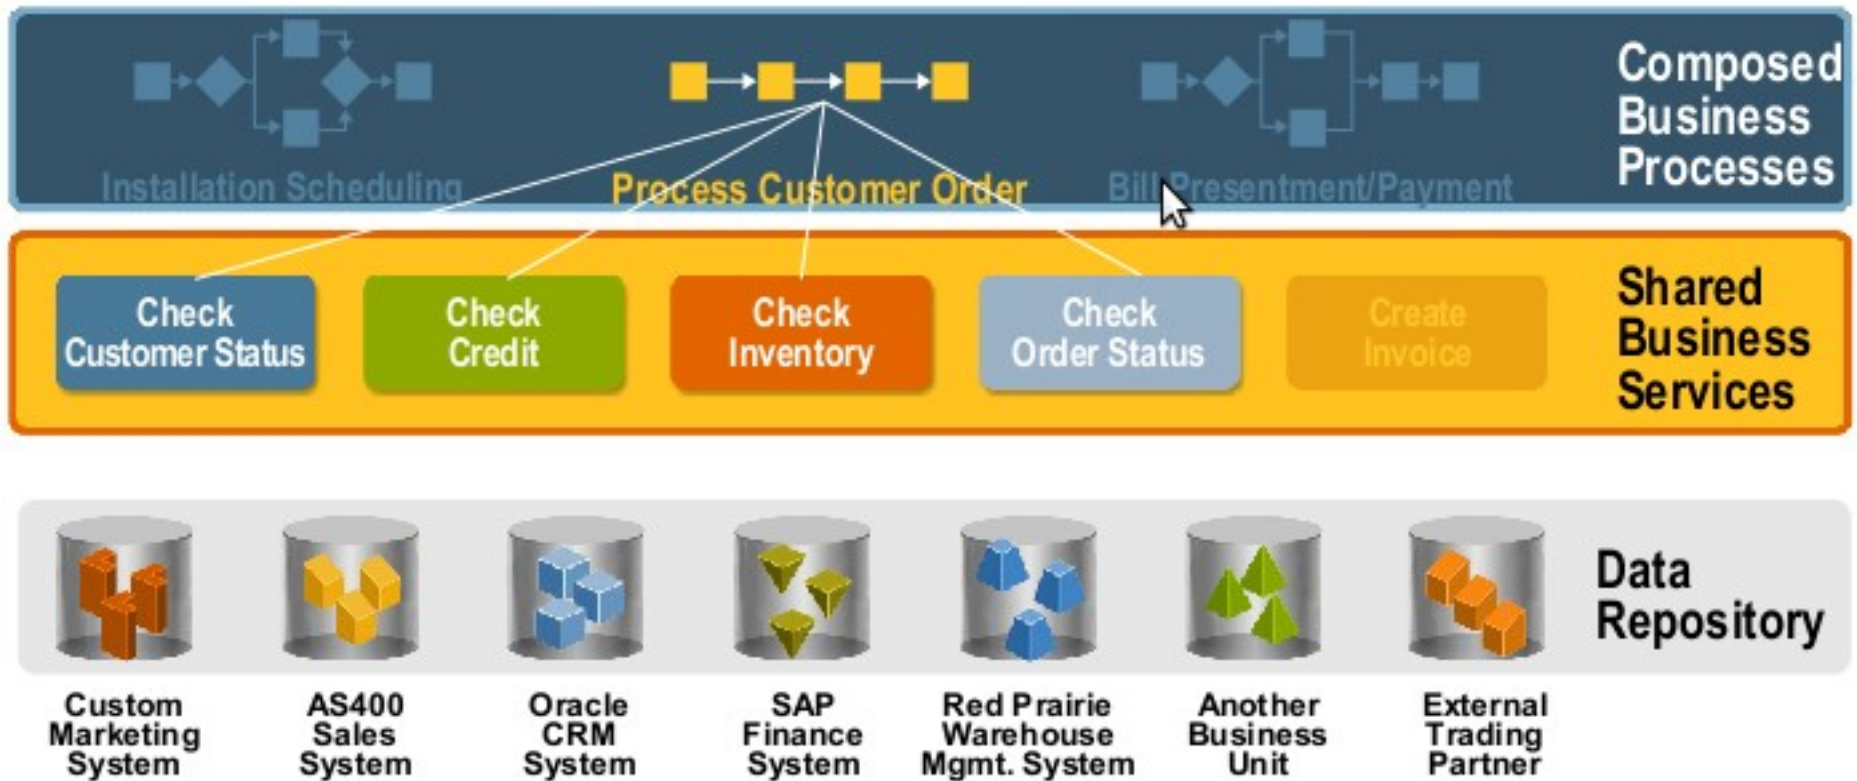 Composed
Business
Processes
Installation Scheduling
Process Customer Order
Bill Presentment/Payment
Check
Customer Status
Check
Credit
Check
Inventory
Check
Order Status
Create
Invoice
Shared
Business
Services
Data
Repository
Custom
Marketing
System
AS400
Sales
System
Oracle
CRM
System
SAP
Finance
System
Red Prairie
Warehouse
Mgmt. System
Another
Business
Unit
External
Trading
Partner